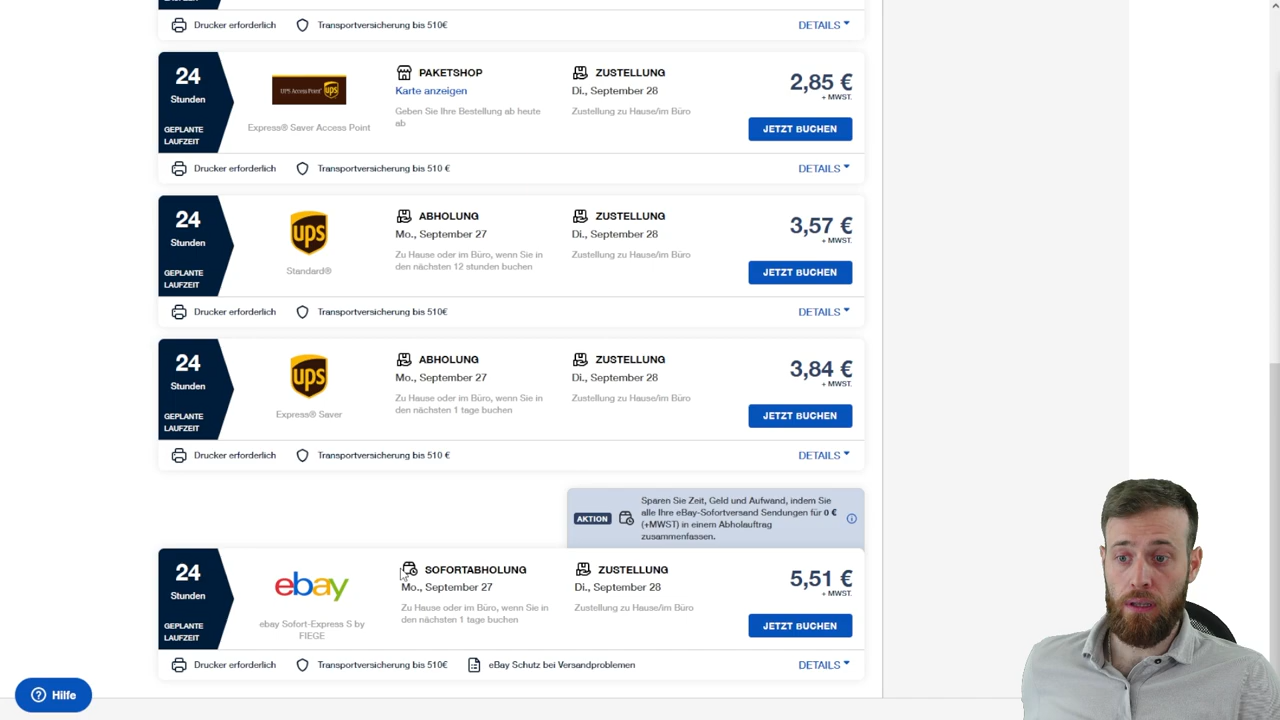 Drucker erforderlich Transportversicherung bis 510€ DETAILS
24
Stunden
GEPLANTE
LAUFZEIT
UPS Access Point ups
Express® Saver Access Point
PAKETSHOP
Karte anzeigen
Geben Sie Ihre Bestellung ab heute
ab
ZUSTELLUNG
Di., September 28
Zustellung zu Hause/im Büro
2,85 €
+ MWST.
JETZT BUCHEN
Drucker erforderlich Transportversicherung bis 510 € DETAILS
24
Stunden
GEPLANTE
LAUFZEIT
ups
Standard®
ABHOLUNG
Mo., September 27
Zu Hause oder im Büro, wenn Sie in
den nächsten 12 stunden buchen
ZUSTELLUNG
Di., September 28
Zustellung zu Hause/im Büro
3,57 €
+ MWST.
JETZT BUCHEN
Drucker erforderlich Transportversicherung bis 510€ DETAILS
24
Stunden
GEPLANTE
LAUFZEIT
ups
Express® Saver
ABHOLUNG
Mo., September 27
Zu Hause oder im Büro, wenn Sie in
den nächsten 1 tage buchen
ZUSTELLUNG
Di., September 28
Zustellung zu Hause/im Büro
3,84 €
+ MWST.
JETZT BUCHEN
Drucker erforderlich Transportversicherung bis 510 € DETAILS
AKTION
Sparen Sie Zeit, Geld und Aufwand, indem Sie
alle Ihre eBay-Sofortversand Sendungen für 0 €
(+MWST) in einem Abholauftrag
zusammenfassen.
24
Stunden
GEPLANTE
LAUFZEIT
ebay
ebay Sofort-Express S by
FIEGE
SOFORTABHOLUNG
Mo., September 27
Zu Hause oder im Büro, wenn Sie in
den nächsten 1 tage buchen
ZUSTELLUNG
Di., September 28
Zustellung zu Hause/im Büro
5,51 €
+ MWST.
JETZT BUCHEN
Drucker erforderlich Transportversicherung bis 510€ eBay Schutz bei Versandproblemen DETAILS
Hilfe